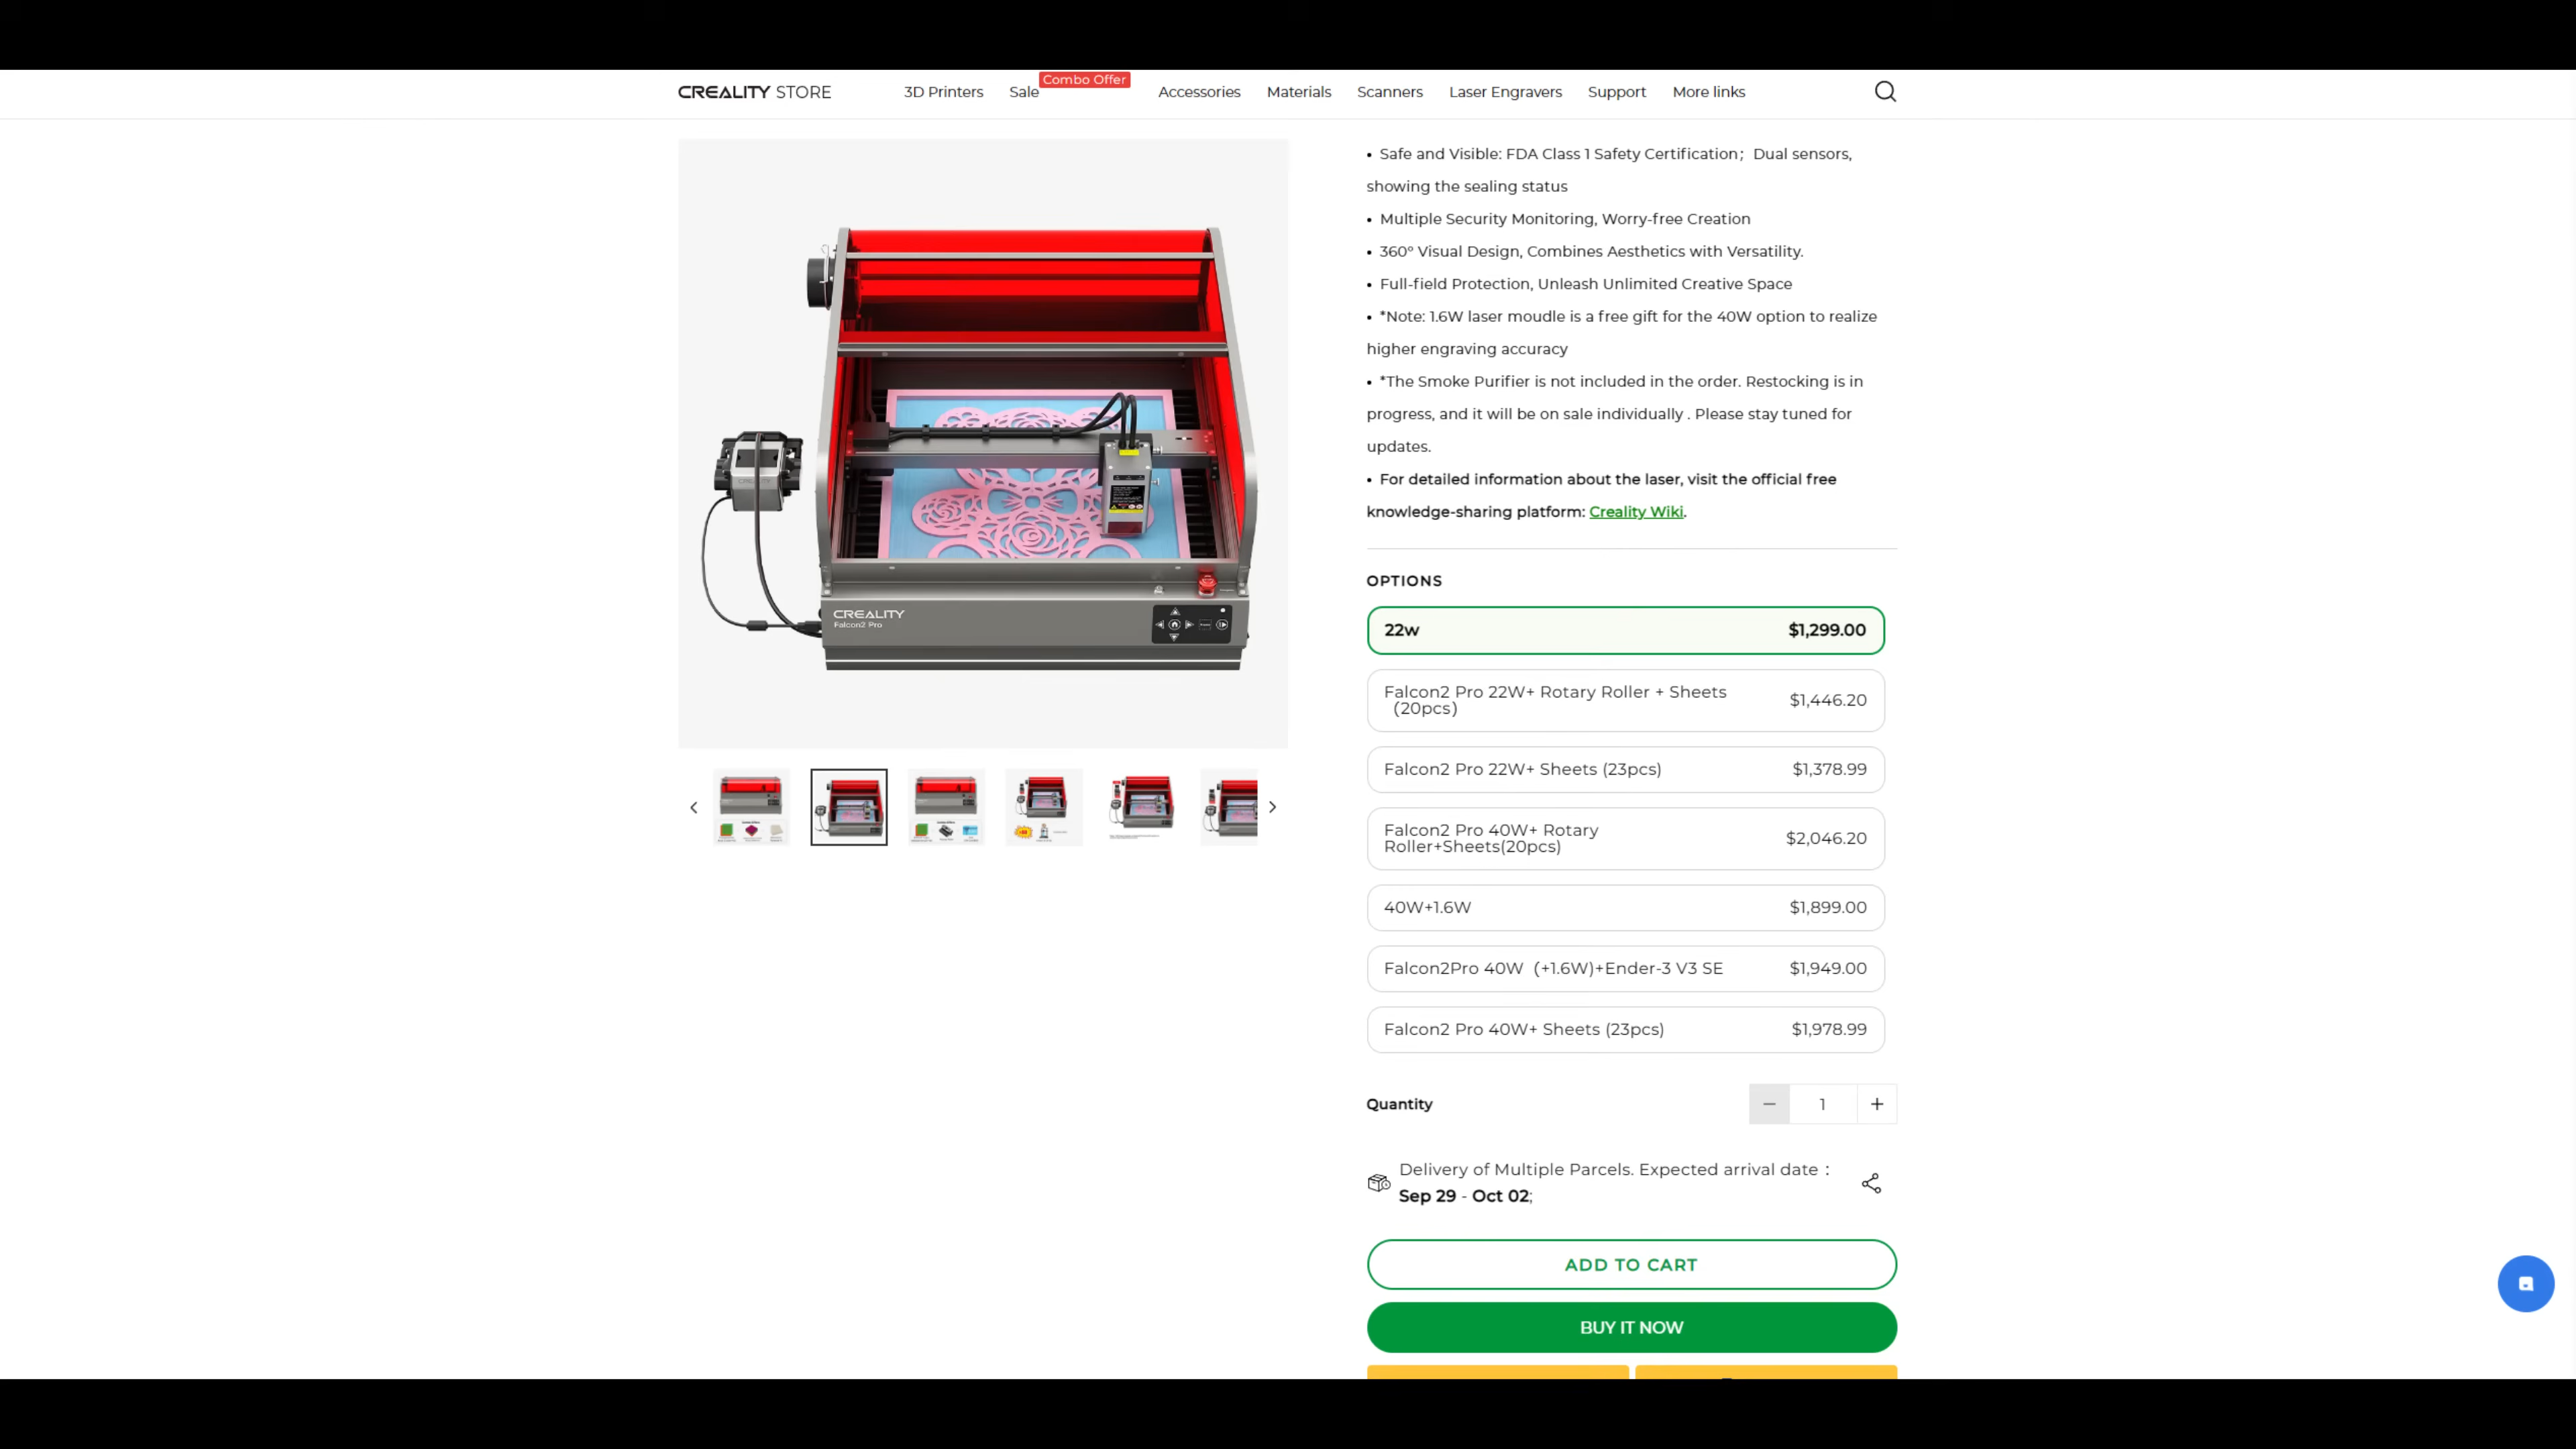 CREALITY STORE
3D Printers
Sale
Combo Offer
Accessories
Materials
Scanners
Laser Engravers
Support
More links
CREALITY
Falcon2 Pro
• Safe and Visible: FDA Class 1 Safety Certification；Dual sensors,
showing the sealing status
• Multiple Security Monitoring, Worry-free Creation
• 360° Visual Design, Combines Aesthetics with Versatility.
• Full-field Protection, Unleash Unlimited Creative Space
• *Note: 1.6W laser moudle is a free gift for the 40W option to realize
higher engraving accuracy
• *The Smoke Purifier is not included in the order. Restocking is in
progress, and it will be on sale individually . Please stay tuned for
updates.
• For detailed information about the laser, visit the official free
knowledge-sharing platform: Creality Wiki.
OPTIONS
22w $1,299.00
Falcon2 Pro 22W+ Rotary Roller + Sheets
(20pcs) $1,446.20
Falcon2 Pro 22W+ Sheets (23pcs) $1,378.99
Falcon2 Pro 40W+ Rotary
Roller+Sheets(20pcs) $2,046.20
40W+1.6W $1,899.00
Falcon2Pro 40W (+1.6W)+Ender-3 V3 SE $1,949.00
Falcon2 Pro 40W+ Sheets (23pcs) $1,978.99
Quantity − 1 +
Delivery of Multiple Parcels. Expected arrival date：
Sep 29 - Oct 02;
ADD TO CART
BUY IT NOW